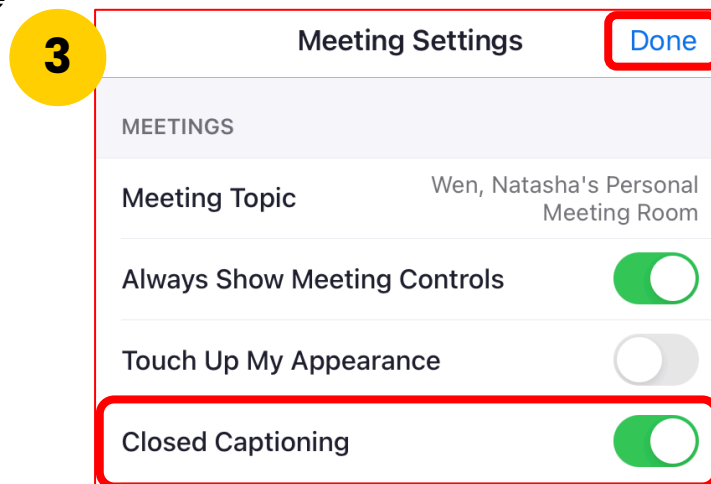 3
Meeting Settings
Done
MEETINGS
Meeting Topic
Wen, Natasha's Personal
Meeting Room
Always Show Meeting Controls
Touch Up My Appearance
Closed Captioning